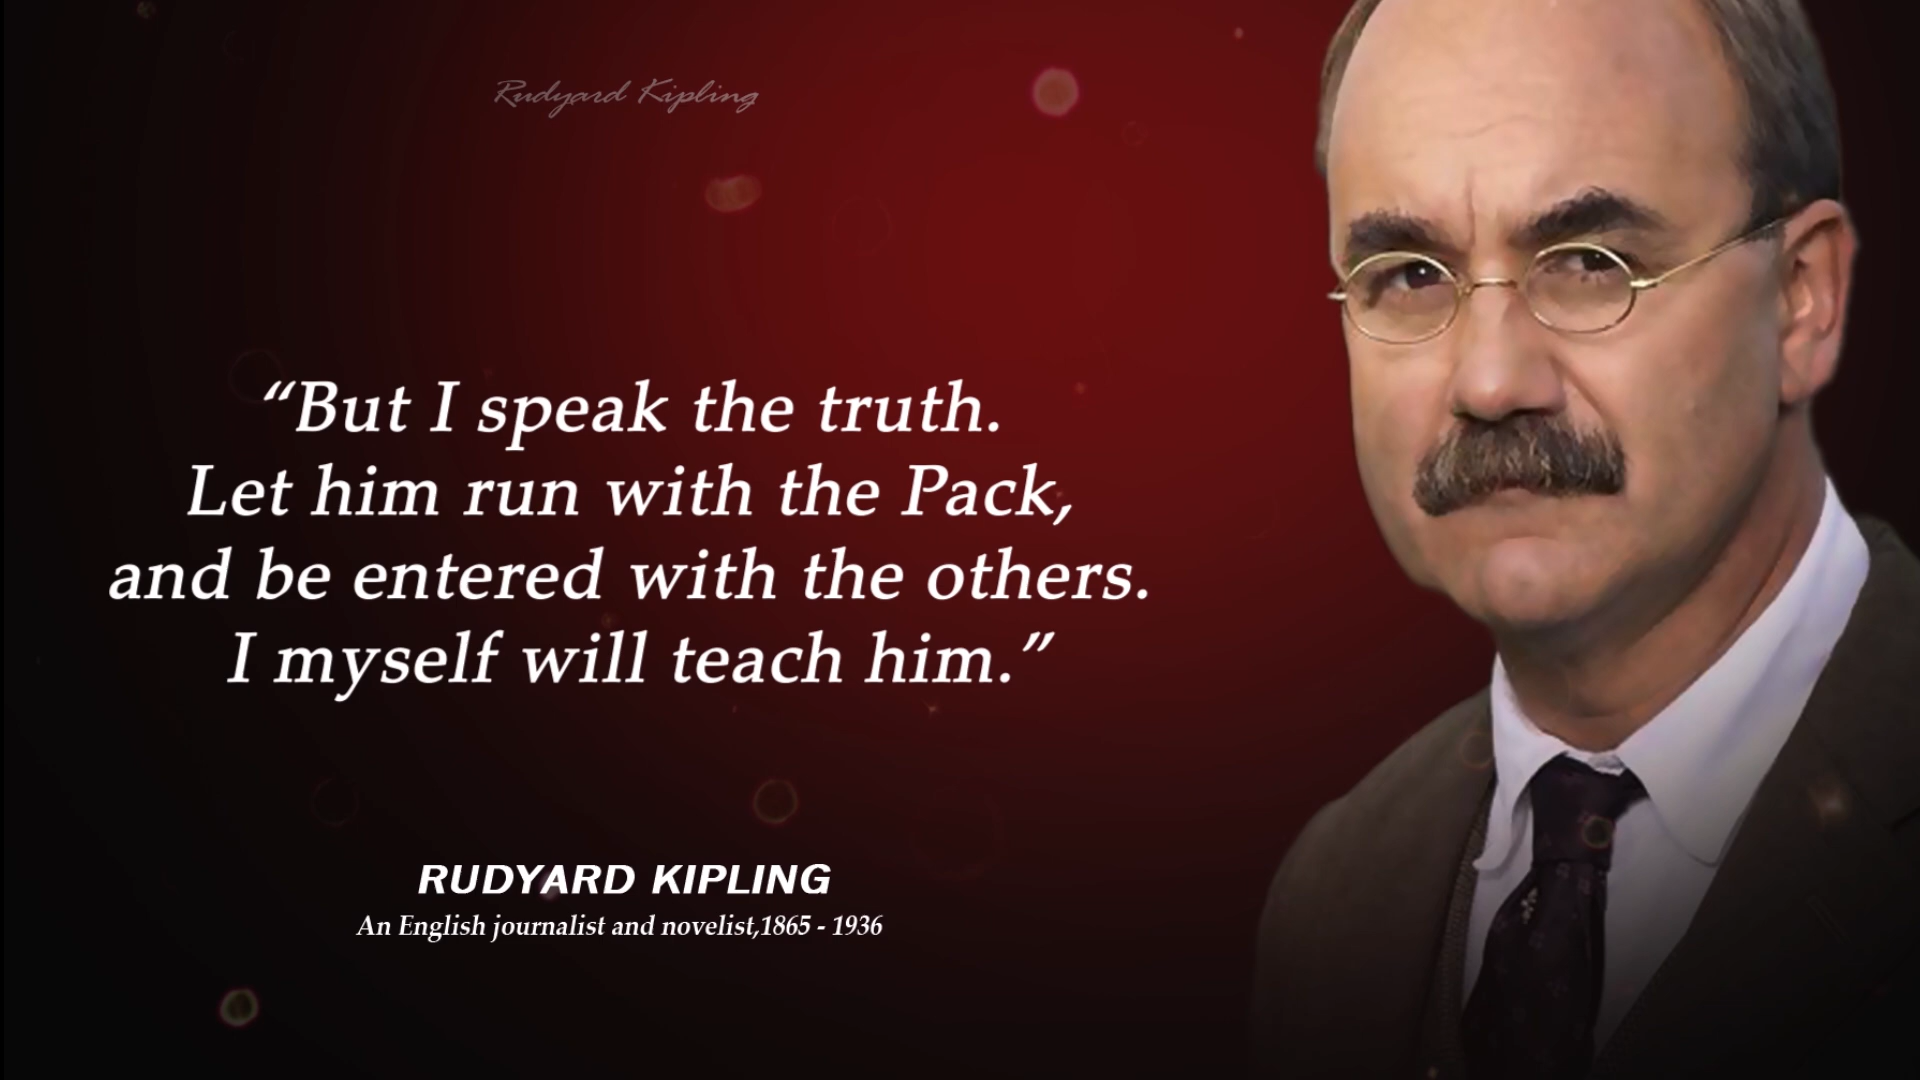 Rudyard Kipling
“But I speak the truth.
Let him run with the Pack,
and be entered with the others.
I myself will teach him.”
RUDYARD KIPLING
An English journalist and novelist,1865 - 1936